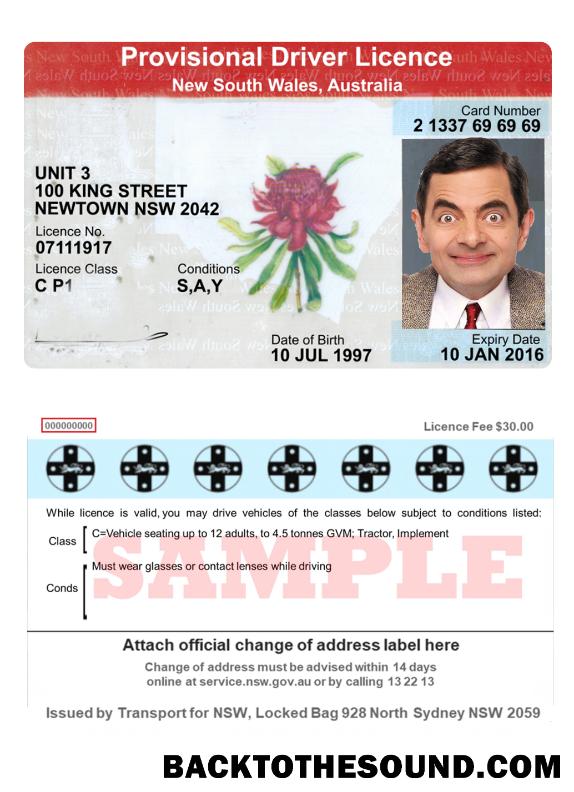 Provisional Driver Licence
New South Wales, Australia
Card Number
2 1337 69 69 69
UNIT 3
100 KING STREET
NEWTOWN NSW 2042
Licence No.
07111917
Licence Class
C P1
Conditions
S,A,Y
Date of Birth
10 JUL 1997
Expiry Date
10 JAN 2016
000000000
Licence Fee $30.00
While licence is valid, you may drive vehicles of the classes below subject to conditions listed:
Class
C=Vehicle seating up to 12 adults, to 4.5 tonnes GVM; Tractor, Implement
SAMPLE
Conds
Must wear glasses or contact lenses while driving
Attach official change of address label here
Change of address must be advised within 14 days
online at service.nsw.gov.au or by calling 13 22 13
Issued by Transport for NSW, Locked Bag 928 North Sydney NSW 2059
BACKTOTHESOUND.COM